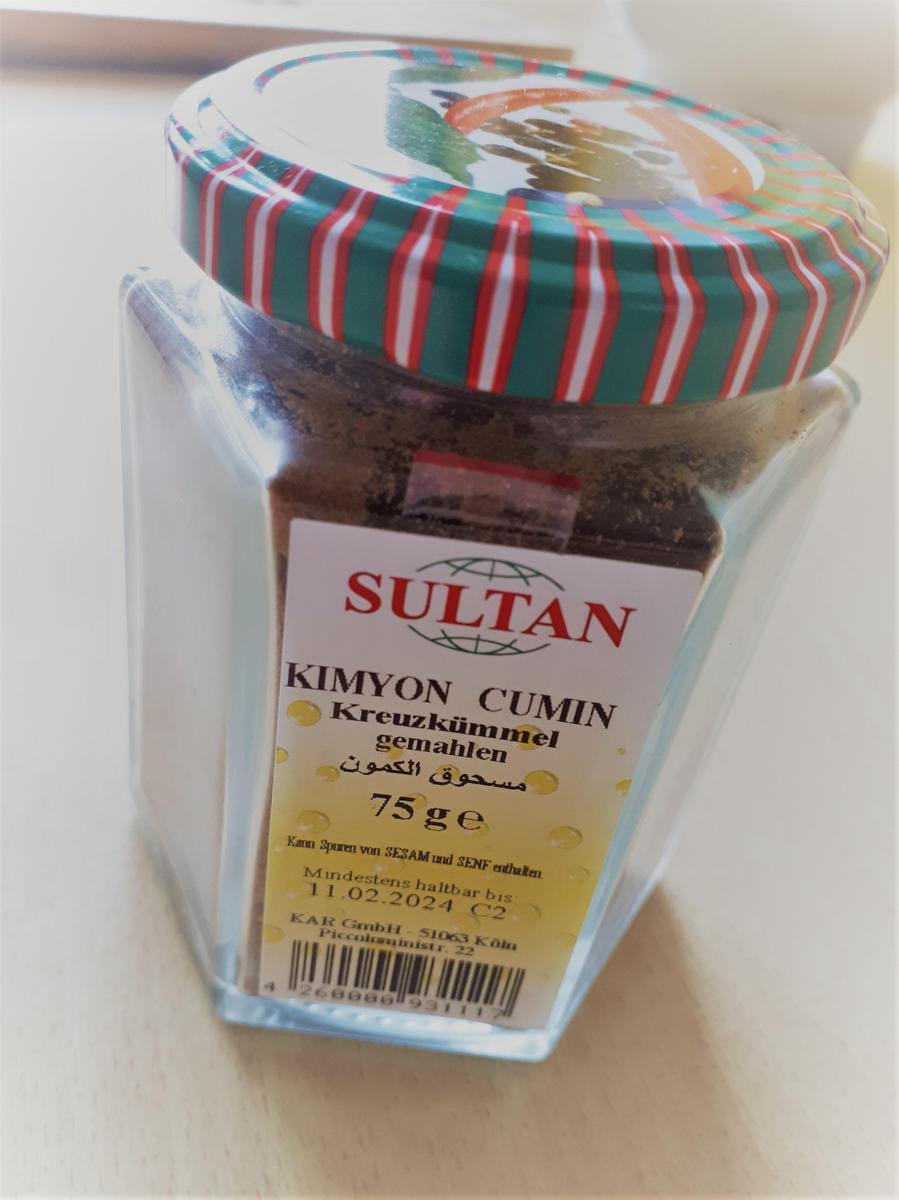 SULTAN
KIMYON CUMIN
Kreuzkümmel
gemahlen
مسحوق الكمون
75 g ℮
Kann Spuren von SESAM und SENF enthalten.
Mindestens haltbar bis:
11.02.2024 C2
KAR GmbH - 51063 Köln
Piccoloministr. 22
4 260000 931117